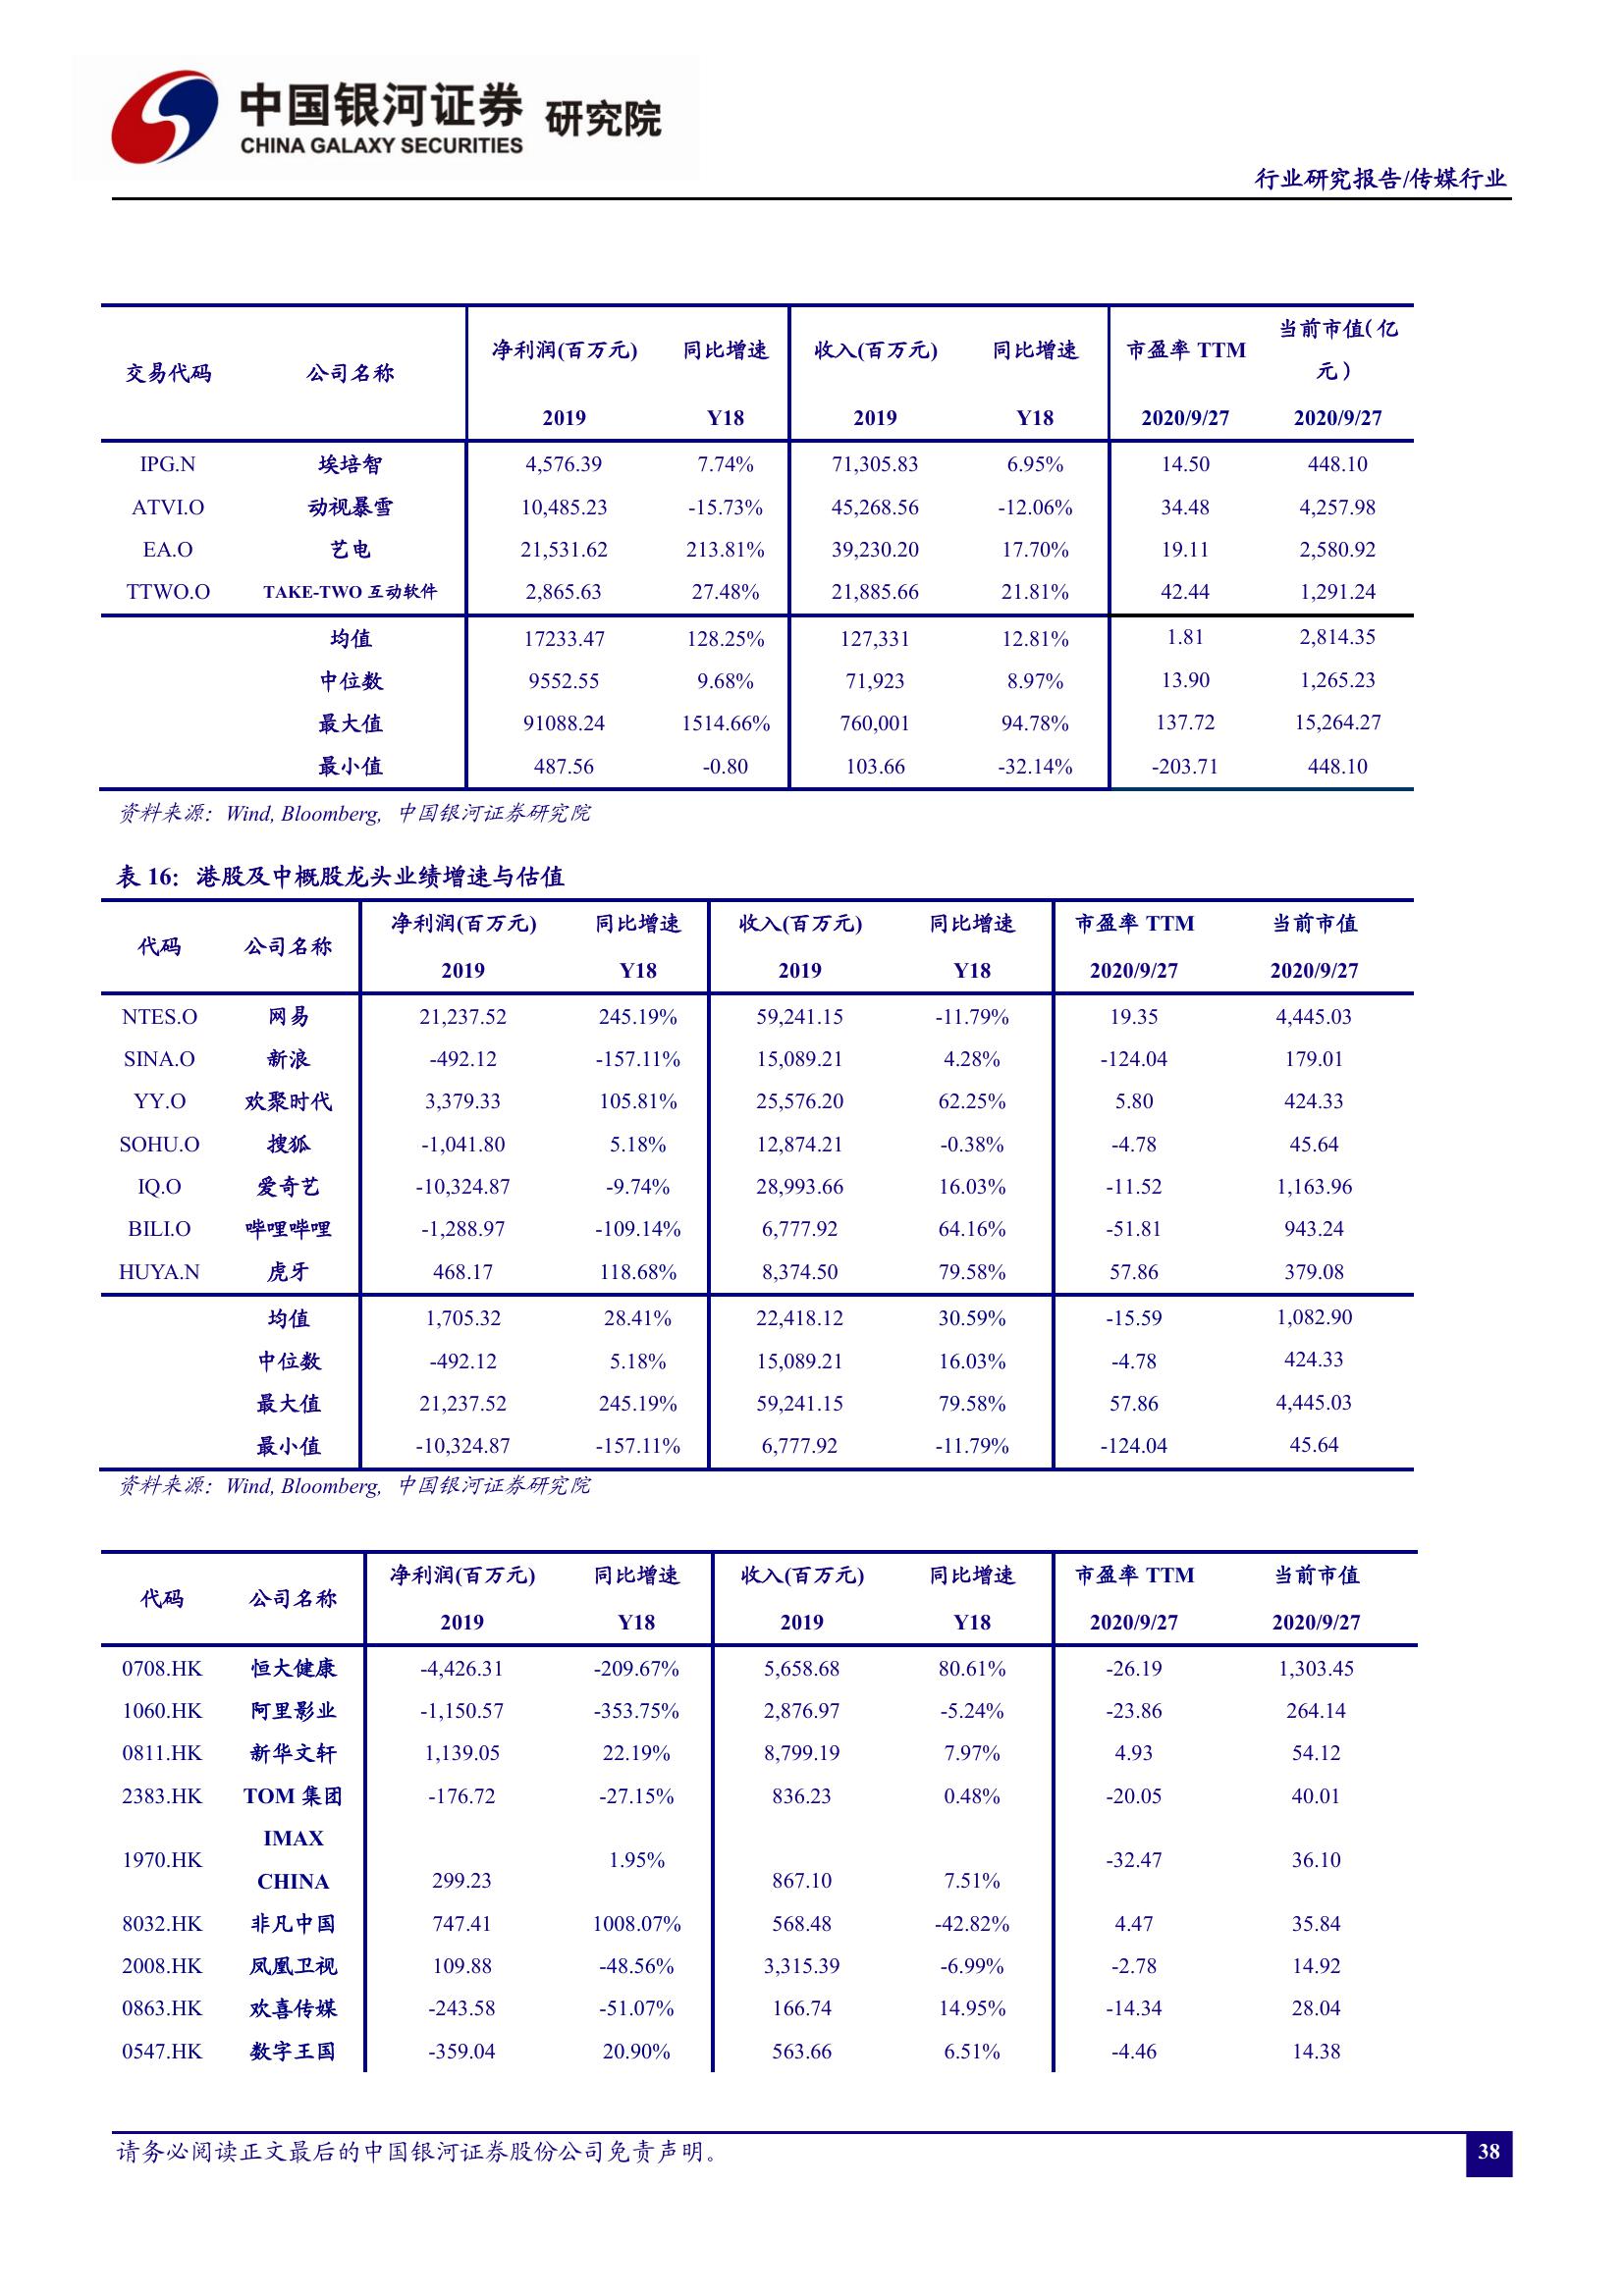 中国银河证券 研究院
CHINA GALAXY SECURITIES
行业研究报告/传媒行业
交易代码 公司名称 净利润(百万元) 同比增速 收入(百万元) 同比增速 市盈率 TTM 当前市值(亿元)
2019 Y18 2019 Y18 2020/9/27 2020/9/27
IPG.N 埃培智 4,576.39 7.74% 71,305.83 6.95% 14.50 448.10
ATVI.O 动视暴雪 10,485.23 -15.73% 45,268.56 -12.06% 34.48 4,257.98
EA.O 艺电 21,531.62 213.81% 39,230.20 17.70% 19.11 2,580.92
TTWO.O TAKE-TWO 互动软件 2,865.63 27.48% 21,885.66 21.81% 42.44 1,291.24
均值 17233.47 128.25% 127,331 12.81% 1.81 2,814.35
中位数 9552.55 9.68% 71,923 8.97% 13.90 1,265.23
最大值 91088.24 1514.66% 760,001 94.78% 137.72 15,264.27
最小值 487.56 -0.80 103.66 -32.14% -203.71 448.10
资料来源：Wind, Bloomberg, 中国银河证券研究院
表 16：港股及中概股龙头业绩增速与估值
代码 公司名称 净利润(百万元) 同比增速 收入(百万元) 同比增速 市盈率 TTM 当前市值
2019 Y18 2019 Y18 2020/9/27 2020/9/27
NTES.O 网易 21,237.52 245.19% 59,241.15 -11.79% 19.35 4,445.03
SINA.O 新浪 -492.12 -157.11% 15,089.21 4.28% -124.04 179.01
YY.O 欢聚时代 3,379.33 105.81% 25,576.20 62.25% 5.80 424.33
SOHU.O 搜狐 -1,041.80 5.18% 12,874.21 -0.38% -4.78 45.64
IQ.O 爱奇艺 -10,324.87 -9.74% 28,993.66 16.03% -11.52 1,163.96
BILI.O 哔哩哔哩 -1,288.97 -109.14% 6,777.92 64.16% -51.81 943.24
HUYA.N 虎牙 468.17 118.68% 8,374.50 79.58% 57.86 379.08
均值 1,705.32 28.41% 22,418.12 30.59% -15.59 1,082.90
中位数 -492.12 5.18% 15,089.21 16.03% -4.78 424.33
最大值 21,237.52 245.19% 59,241.15 79.58% 57.86 4,445.03
最小值 -10,324.87 -157.11% 6,777.92 -11.79% -124.04 45.64
资料来源：Wind, Bloomberg, 中国银河证券研究院
代码 公司名称 净利润(百万元) 同比增速 收入(百万元) 同比增速 市盈率 TTM 当前市值
2019 Y18 2019 Y18 2020/9/27 2020/9/27
0708.HK 恒大健康 -4,426.31 -209.67% 5,658.68 80.61% -26.19 1,303.45
1060.HK 阿里影业 -1,150.57 -353.75% 2,876.97 -5.24% -23.86 264.14
0811.HK 新华文轩 1,139.05 22.19% 8,799.19 7.97% 4.93 54.12
2383.HK TOM 集团 -176.72 -27.15% 836.23 0.48% -20.05 40.01
1970.HK IMAX CHINA 299.23 1.95% 867.10 7.51% -32.47 36.10
8032.HK 非凡中国 747.41 1008.07% 568.48 -42.82% 4.47 35.84
2008.HK 凤凰卫视 109.88 -48.56% 3,315.39 -6.99% -2.78 14.92
0863.HK 欢喜传媒 -243.58 -51.07% 166.74 14.95% -14.34 28.04
0547.HK 数字王国 -359.04 20.90% 563.66 6.51% -4.46 14.38
请务必阅读正文最后的中国银河证券股份公司免责声明。
38